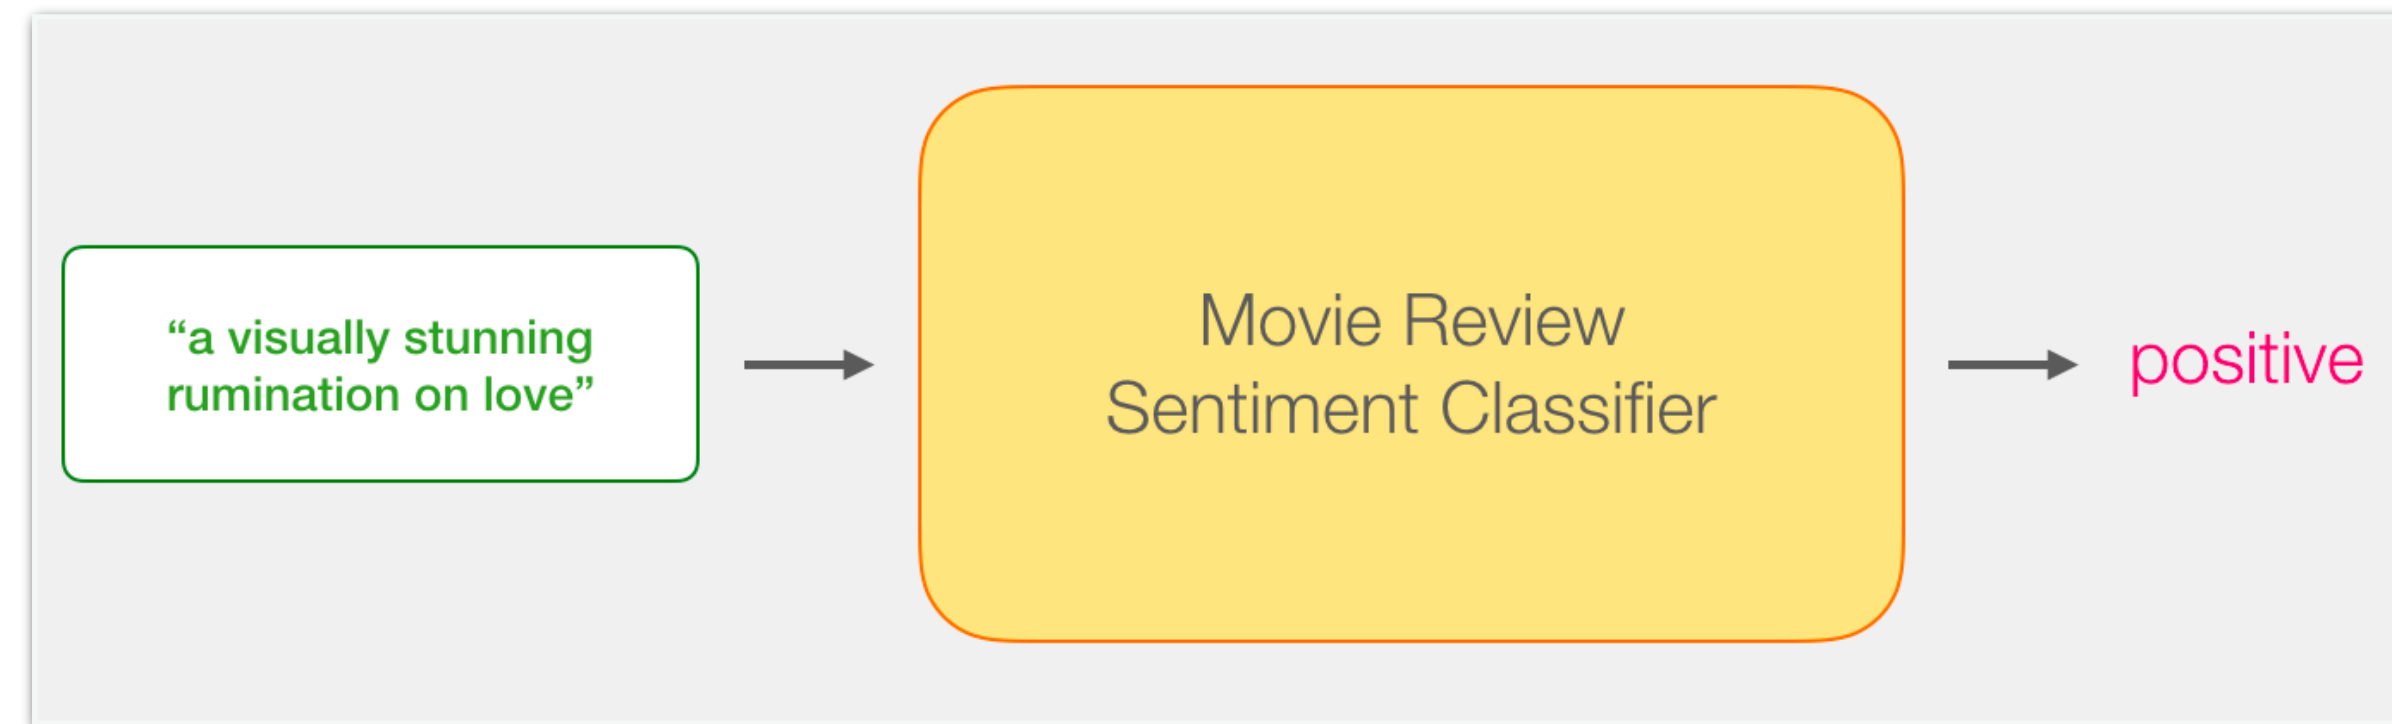 “a visually stunning
rumination on love”
Movie Review
Sentiment Classifier
positive